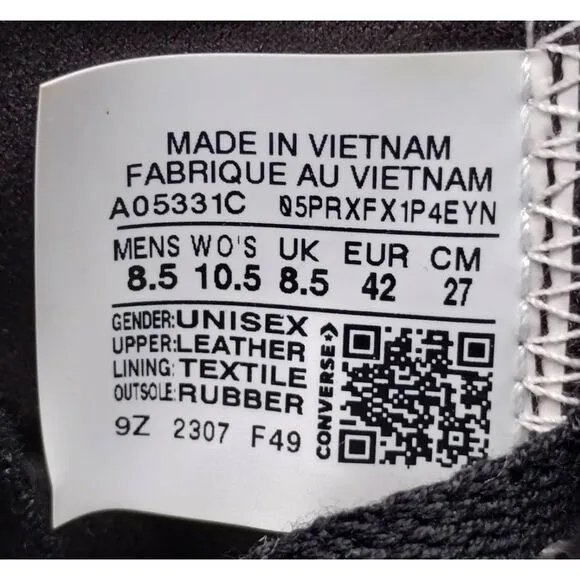 MADE IN VIETNAM
FABRIQUE AU VIETNAM
A05331C Q5PRXFX1P4EYN
MENS WO'S UK EUR CM
8.5 10.5 8.5 42 27
GENDER:UNISEX
UPPER:LEATHER
LINING: TEXTILE
OUTSOLE:RUBBER
9Z 2307 F49
CONVERSE